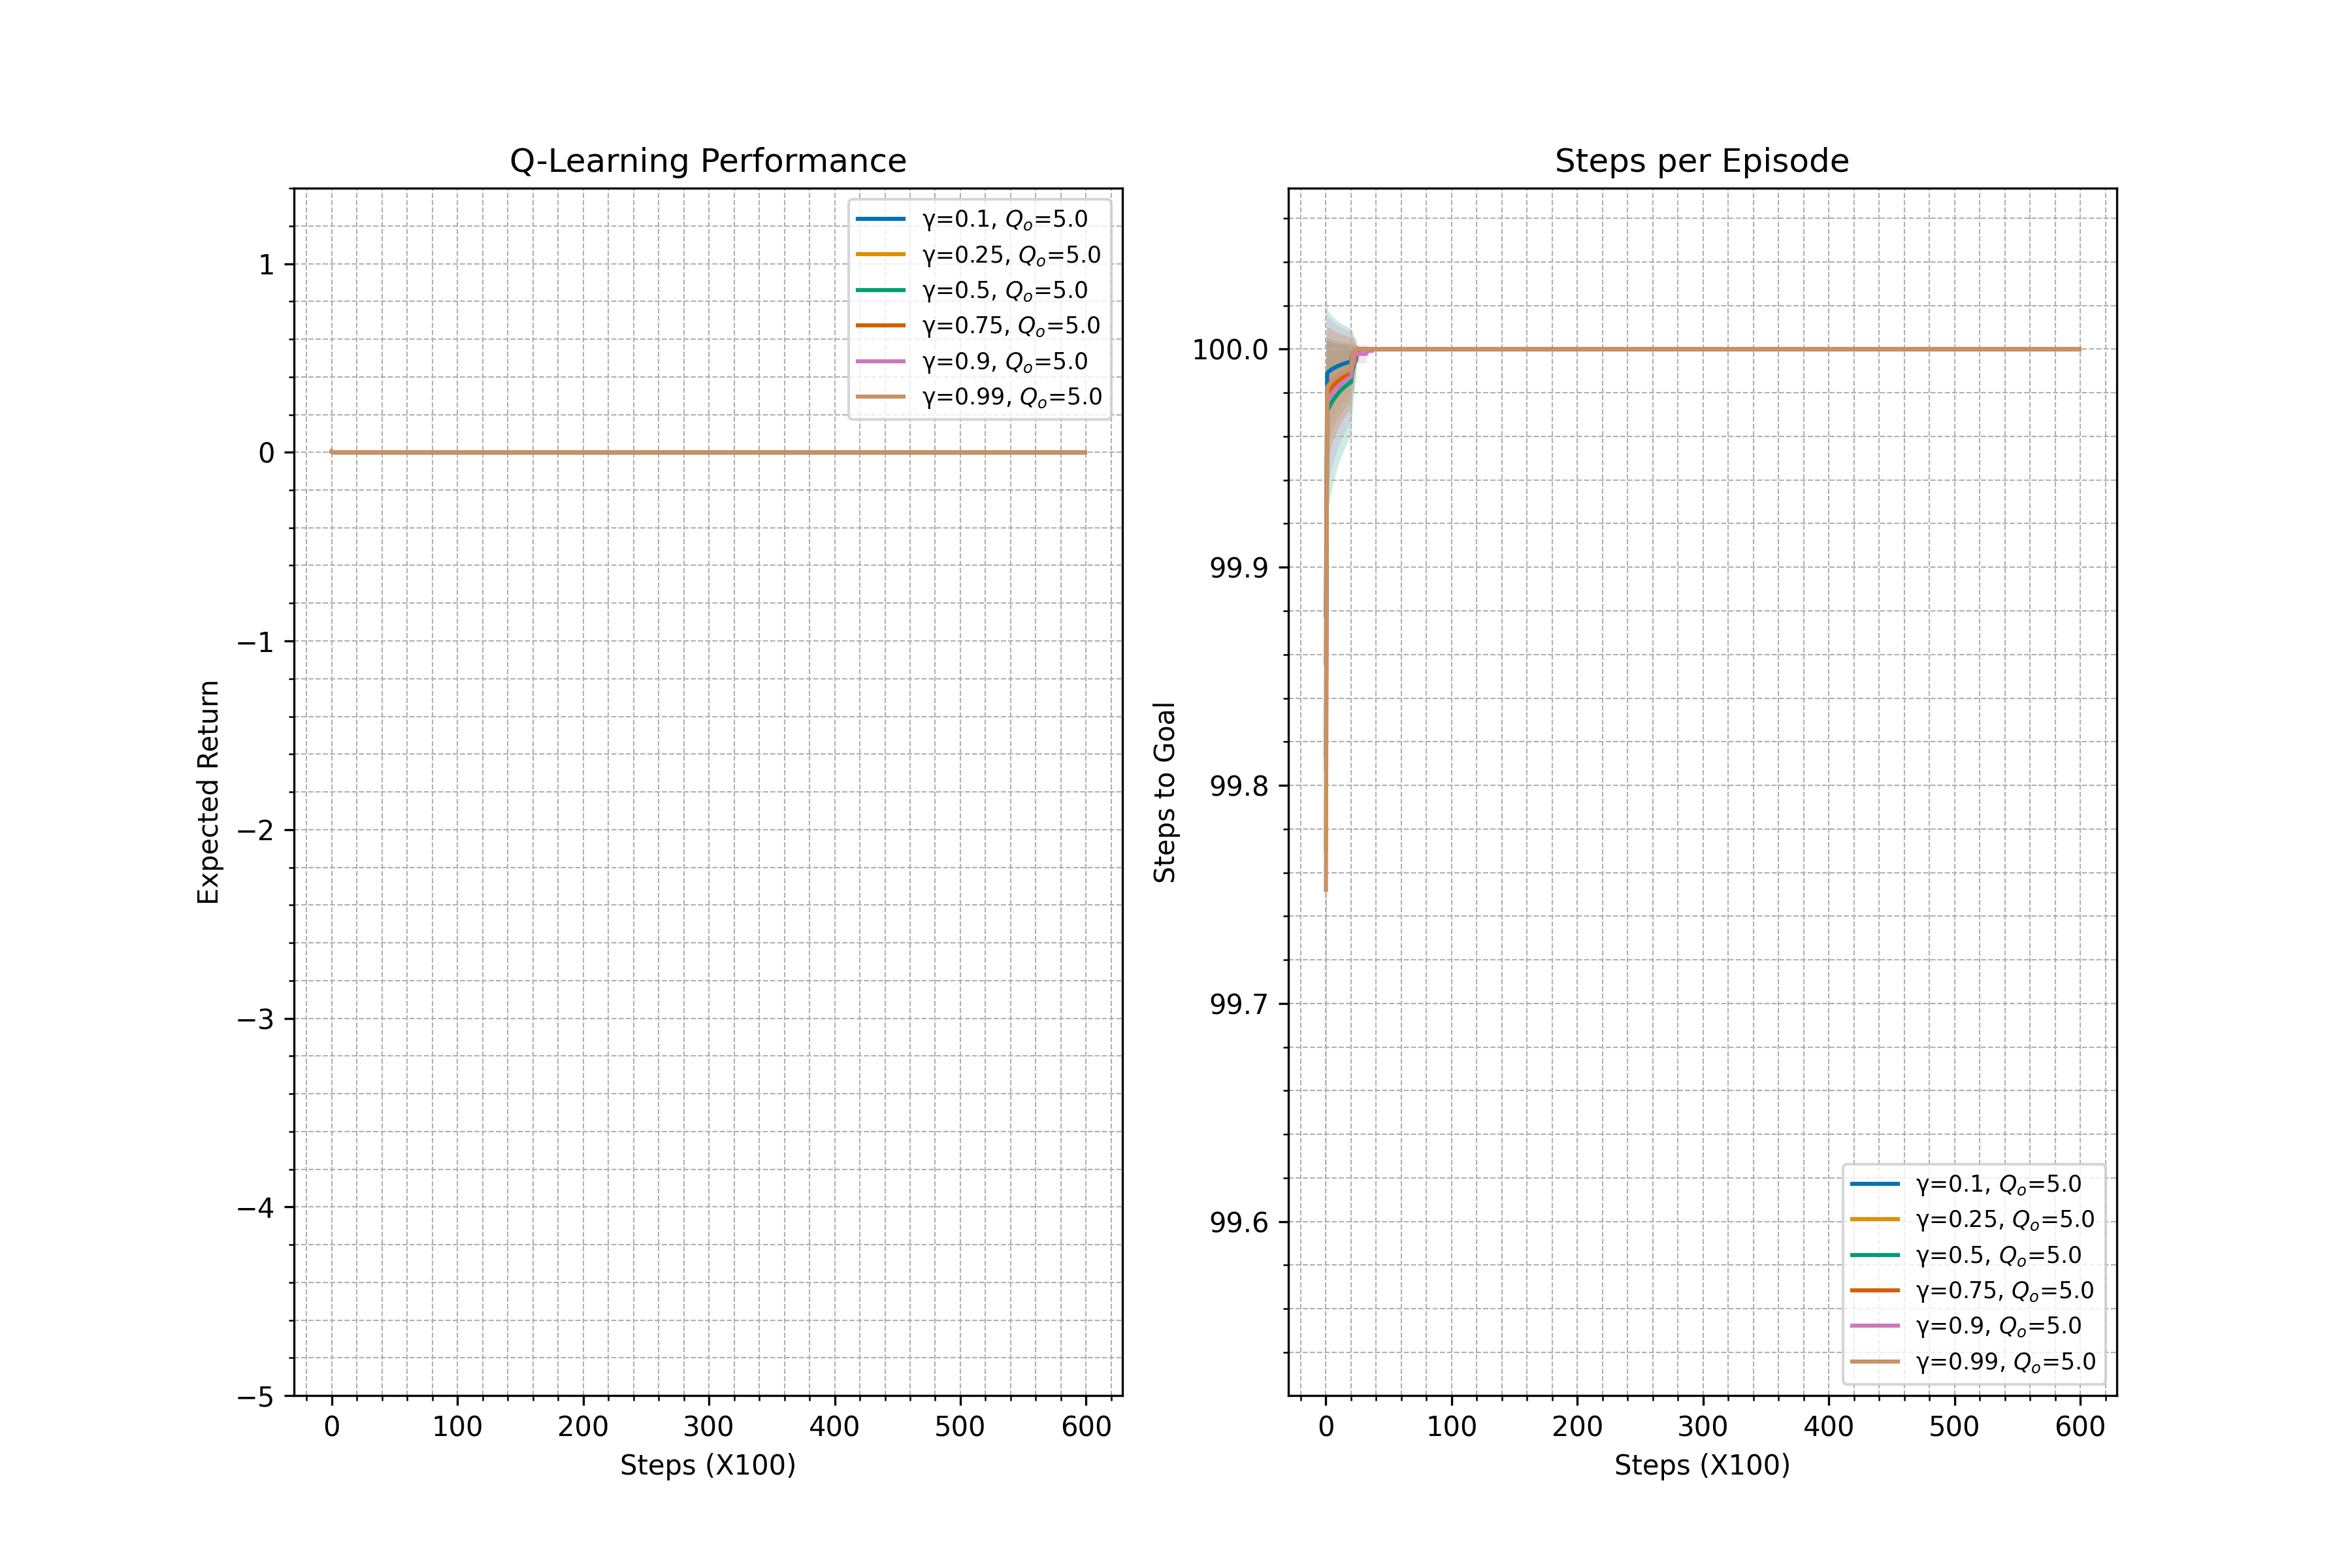 Q-Learning Performance
Expected Return
1
0
−1
−2
−3
−4
−5
0 100 200 300 400 500 600
Steps (X100)
γ=0.1, Qo=5.0
γ=0.25, Qo=5.0
γ=0.5, Qo=5.0
γ=0.75, Qo=5.0
γ=0.9, Qo=5.0
γ=0.99, Qo=5.0
Steps per Episode
Steps to Goal
100.0
99.9
99.8
99.7
99.6
0 100 200 300 400 500 600
Steps (X100)
γ=0.1, Qo=5.0
γ=0.25, Qo=5.0
γ=0.5, Qo=5.0
γ=0.75, Qo=5.0
γ=0.9, Qo=5.0
γ=0.99, Qo=5.0